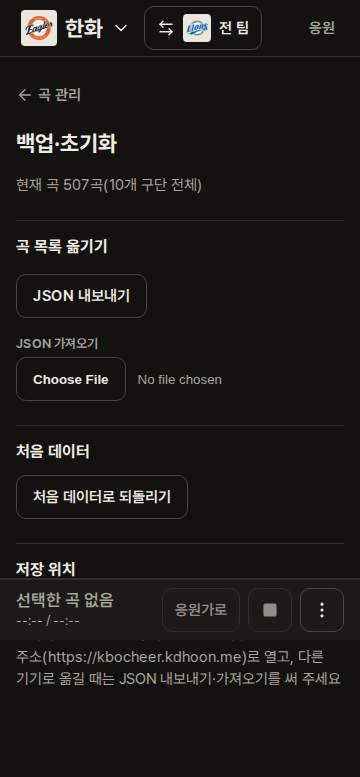 Eagles 한화 Lions 전 팀 응원
← 곡 관리
백업·초기화
현재 곡 507곡(10개 구단 전체)
곡 목록 옮기기
JSON 내보내기
JSON 가져오기
Choose File No file chosen
처음 데이터
처음 데이터로 되돌리기
저장 위치
선택한 곡 없음
--:-- / --:--
응원가로
주소(https://kbocheer.kdhoon.me)로 열고, 다른
기기로 옮길 때는 JSON 내보내기·가져오기를 써 주세요